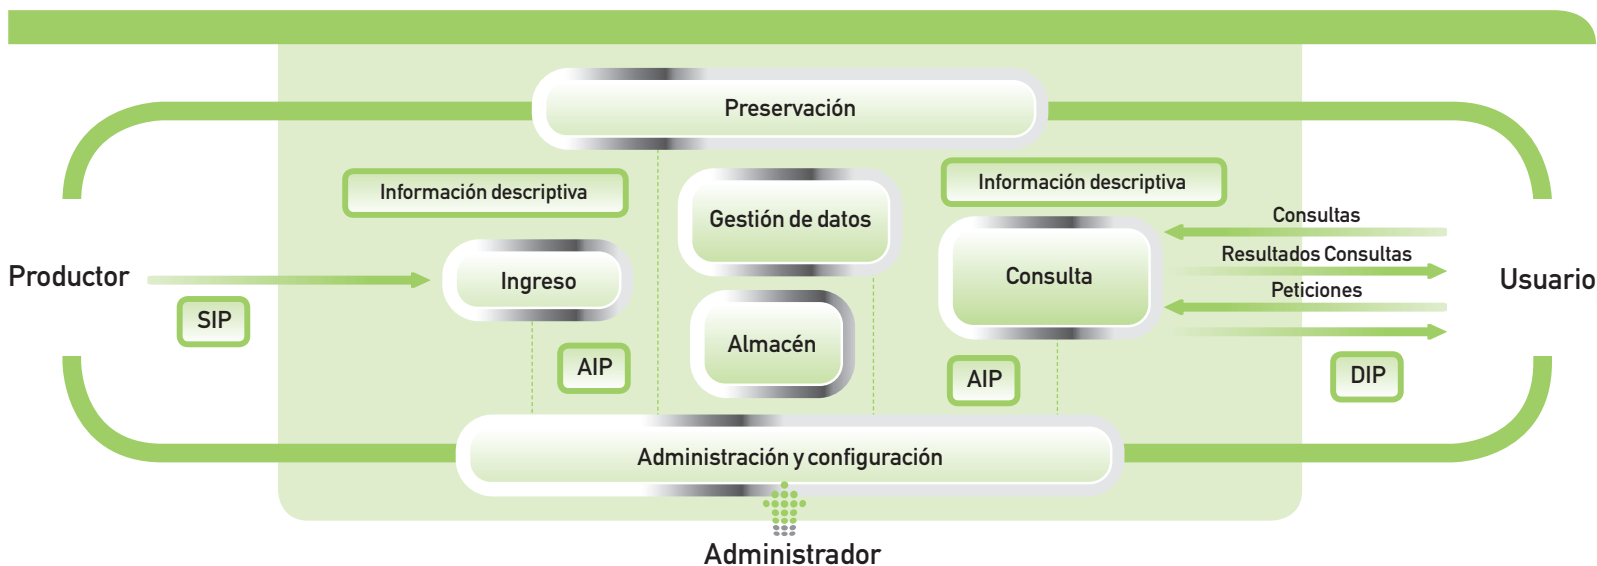 Preservación
Información descriptiva
Información descriptiva
Gestión de datos
Consultas
Resultados Consultas
Productor
Ingreso
Consulta
Peticiones
Usuario
SIP
Almacén
AIP
AIP
DIP
Administración y configuración
Administrador